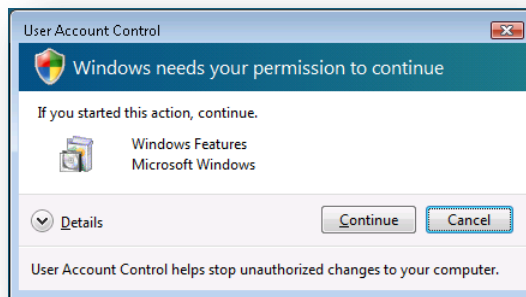 User Account Control
Windows needs your permission to continue
If you started this action, continue.
Windows Features
Microsoft Windows
Details
Continue
Cancel
User Account Control helps stop unauthorized changes to your computer.